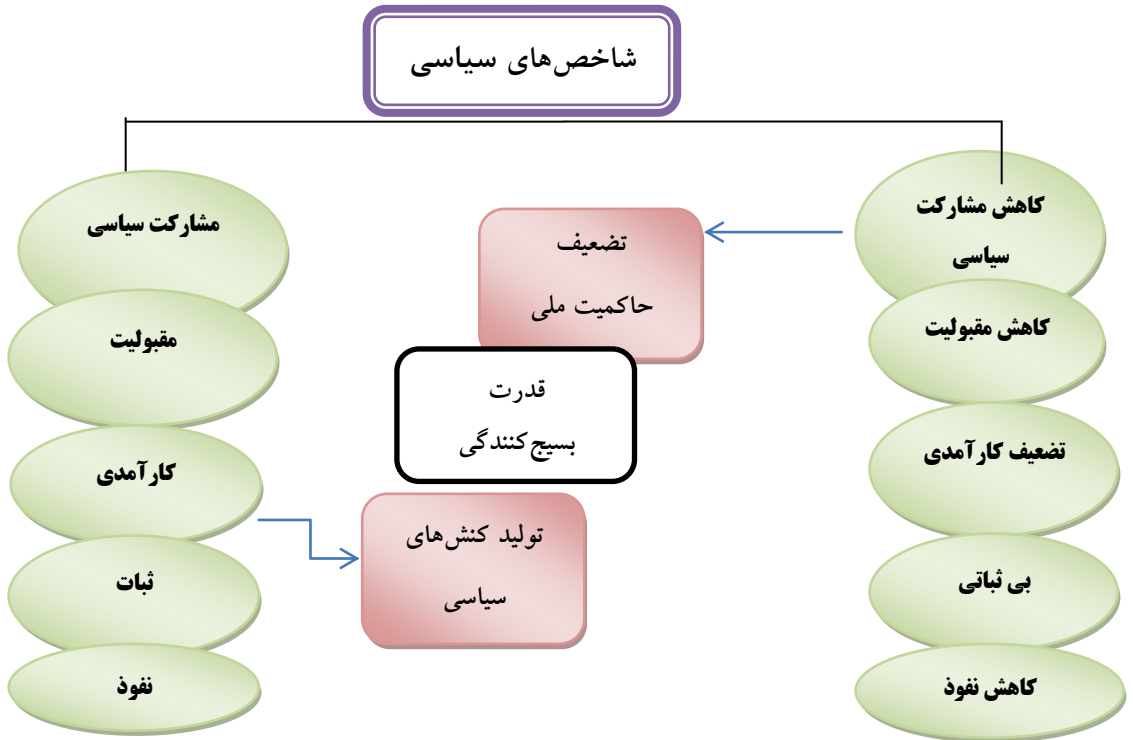 شاخص‌های سیاسی
کاهش مشارکت
سیاسی
کاهش مقبولیت
تضعیف کارآمدی
بی ثباتی
کاهش نفوذ
تضعیف
حاکمیت ملی
قدرت
بسیج‌کنندگی
تولید کنش‌های
سیاسی
مشارکت سیاسی
مقبولیت
کارآمدی
ثبات
نفوذ